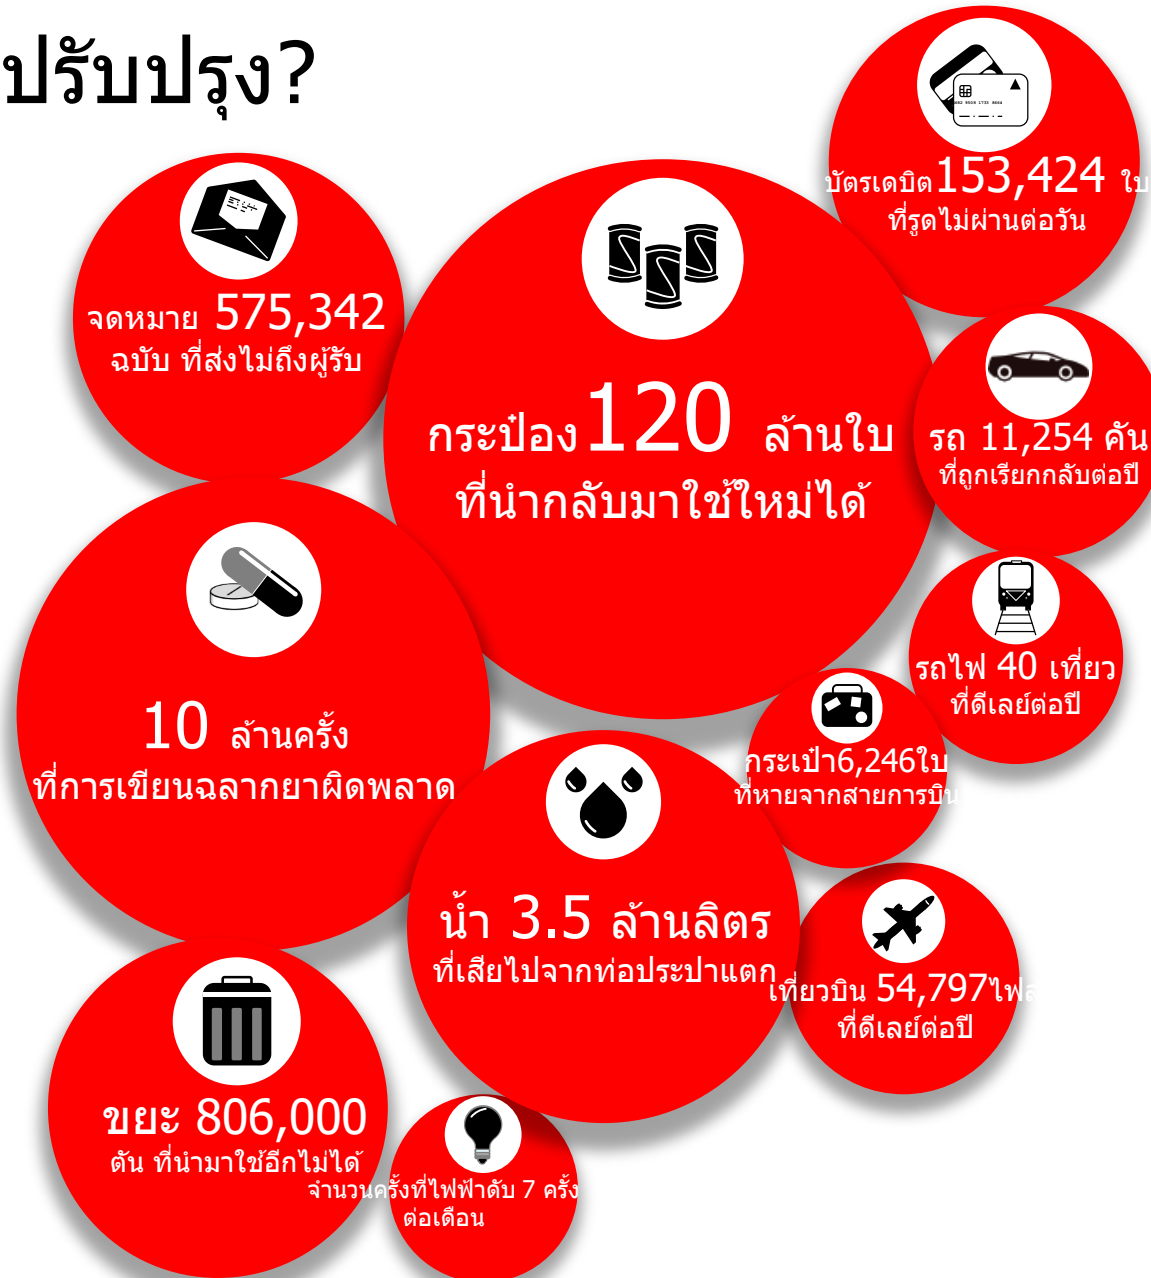 ปรับปรุง?
บัตรเดบิต 153,424 ใบ
ที่รูดไม่ผ่านต่อวัน
จดหมาย 575,342
ฉบับ ที่ส่งไม่ถึงผู้รับ
กระป๋อง 120 ล้านใบ
ที่นำกลับมาใช้ใหม่ได้
รถ 11,254 คัน
ที่ถูกเรียกกลับต่อปี
รถไฟ 40 เที่ยว
ที่ดีเลย์ต่อปี
10 ล้านครั้ง
ที่การเขียนฉลากยาผิดพลาด
กระเป๋า6,246ใบ
ที่หายจากสายการบิน
น้ำ 3.5 ล้านลิตร
ที่เสียไปจากท่อประปาแตก
เที่ยวบิน 54,797
ที่ดีเลย์ต่อปี
ขยะ 806,000
ตัน ที่นำมาใช้อีกไม่ได้
จำนวนครั้งที่ไฟฟ้าดับ 7 ครั้ง
ต่อเดือน